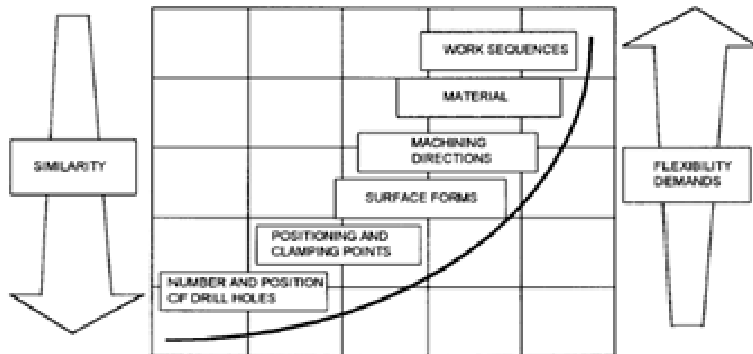 WORK SEQUENCES
MATERIAL
MACHINING
DIRECTIONS
SIMILARITY
FLEXIBILITY
DEMANDS
SURFACE FORMS
POSITIONING AND
CLAMPING POINTS
NUMBER AND POSITION
OF DRILL HOLES